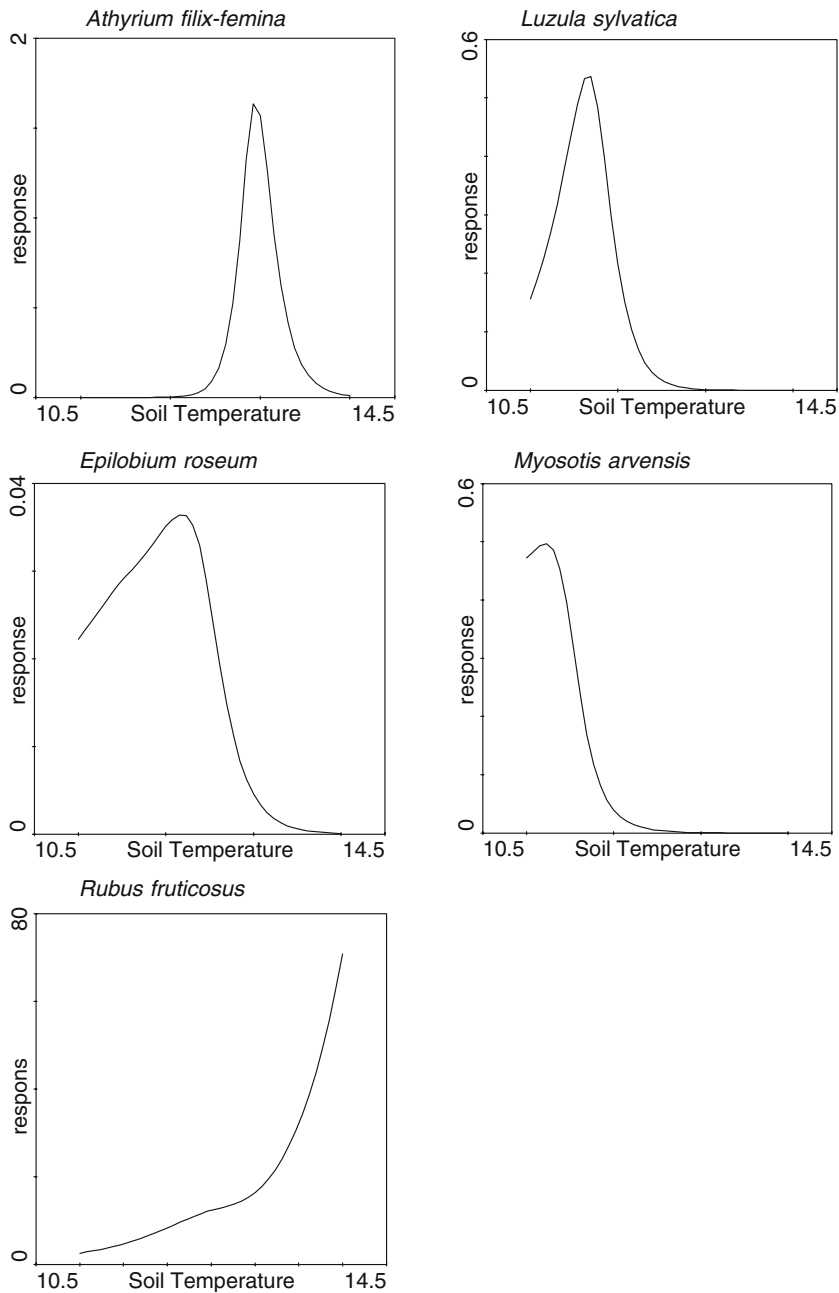 Athyrium filix-femina
2
response
0
10.5 Soil Temperature 14.5
Luzula sylvatica
0.6
response
0
10.5 Soil Temperature 14.5
Epilobium roseum
0.04
response
0
10.5 Soil Temperature 14.5
Myosotis arvensis
0.6
response
0
10.5 Soil Temperature 14.5
Rubus fruticosus
80
respons
0
10.5 Soil Temperature 14.5